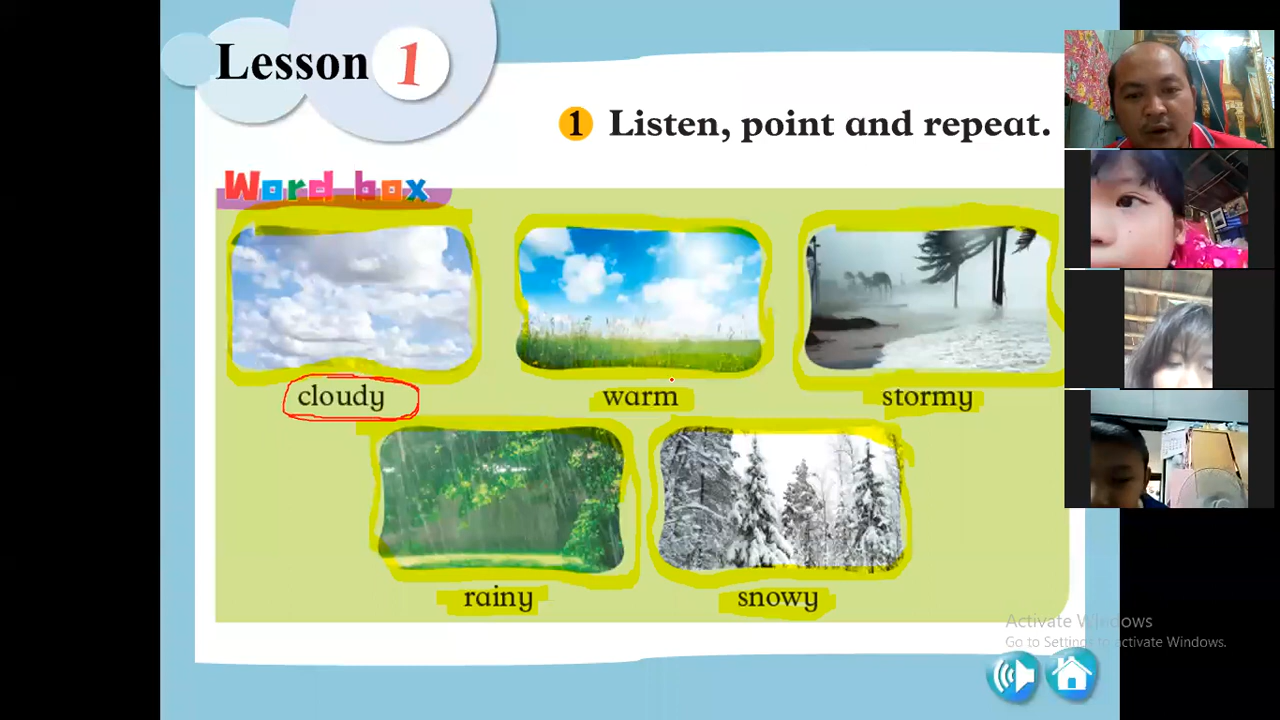 Lesson 1
1 Listen, point and repeat.
Word box
cloudy
warm
stormy
rainy
snowy
Activate Windows
Go to Settings to activate Windows.